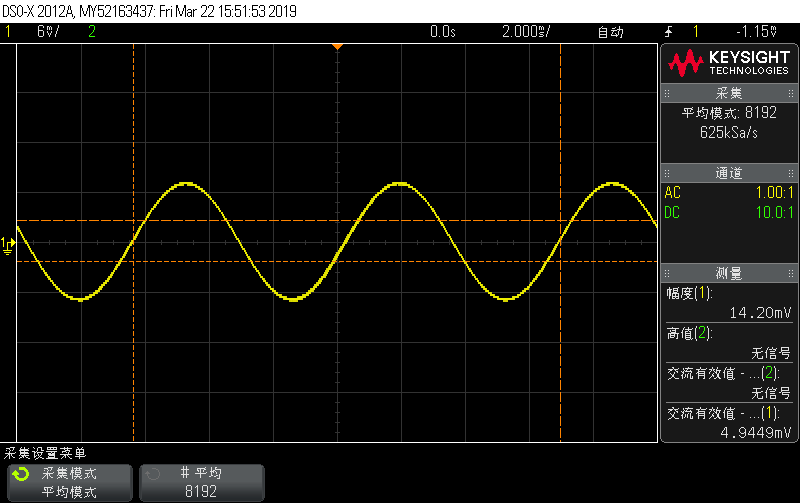 DSO-X 2012A, MY52163437: Fri Mar 22 15:51:53 2019
1 6mV/ 2 0.0s 2.000ms/ 自动 1 -1.15mV
KEYSIGHT
TECHNOLOGIES
采集
平均模式: 8192
625kSa/s
通道
AC 1.00:1
DC 10.0:1
测量
幅度(1):
14.20mV
高值(2):
无信号
交流有效值 - ...(2):
无信号
交流有效值 - ...(1):
4.9449mV
1
采集设置菜单
采集模式
平均模式
# 平均
8192